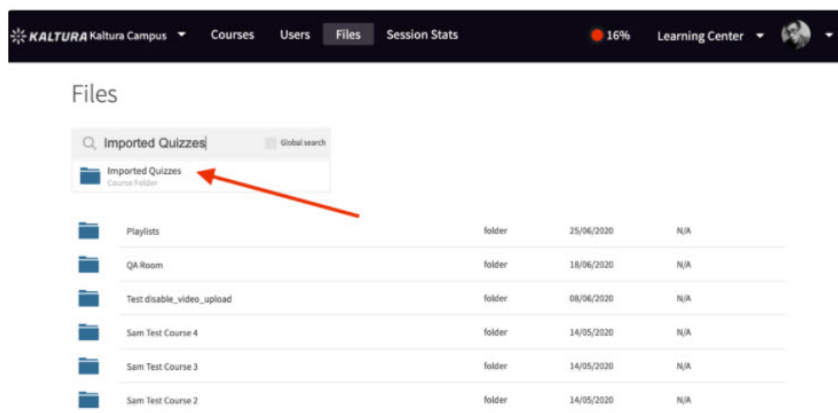 KALTURA Kaltura Campus Courses Users Files Session Stats 16% Learning Center
Files
Imported Quizzes Global search
Imported Quizzes
Course Folder
Playlists folder 25/06/2020 N/A
QA Room folder 18/06/2020 N/A
Test disable_video_upload folder 08/06/2020 N/A
Sam Test Course 4 folder 14/05/2020 N/A
Sam Test Course 3 folder 14/05/2020 N/A
Sam Test Course 2 folder 14/05/2020 N/A